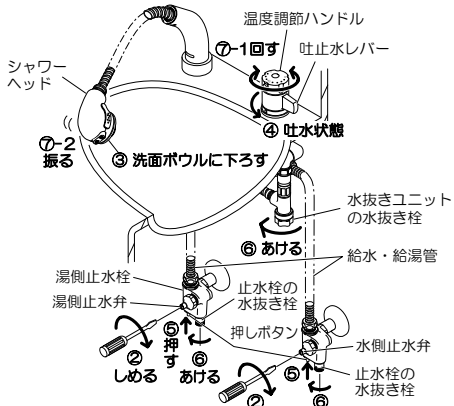 温度調節ハンドル
⑦-1回す
吐止水レバー
シャワー
ヘッド
④ 吐水状態
⑦-2
振る
③ 洗面ボウルに下ろす
水抜きユニット
の水抜き栓
⑥ あける
給水・給湯管
湯側止水栓
湯側止水弁
止水栓の
水抜き栓
⑤
押
す
押しボタン
②
しめる
⑥
あける
水側止水弁
⑤
止水栓の
水抜き栓
②
⑥